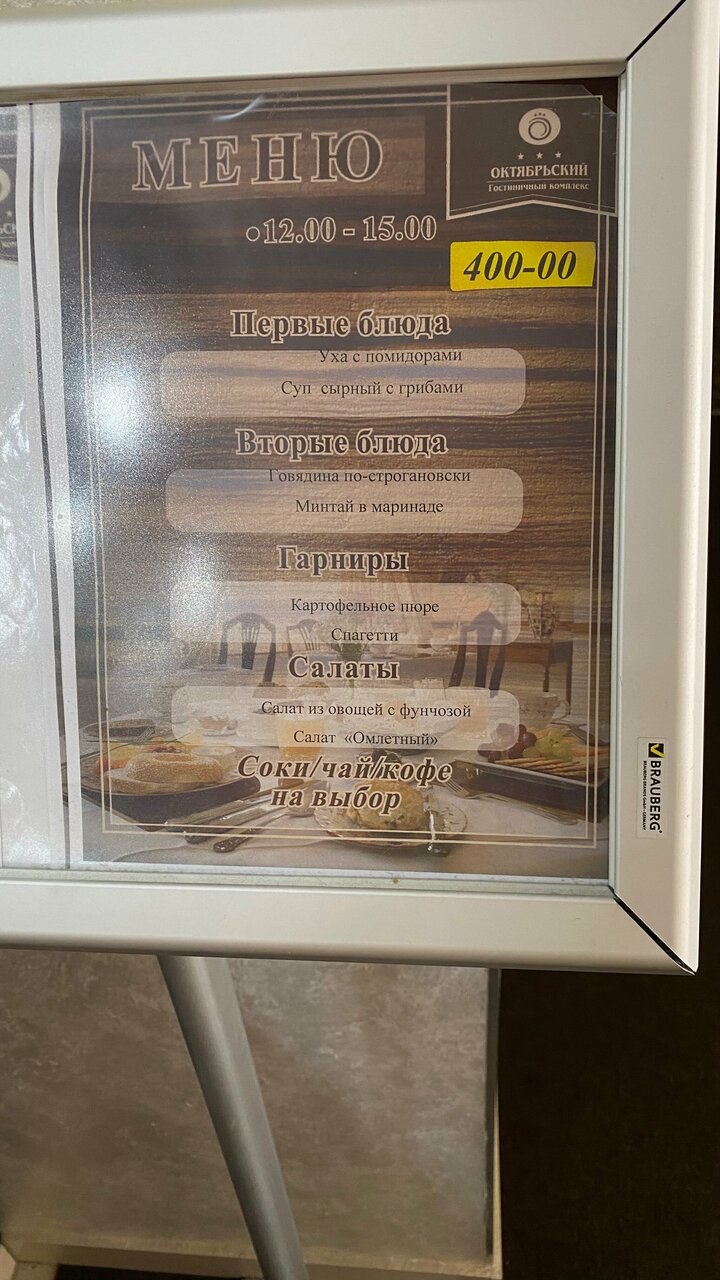 МЕНЮ
ОКТЯБРЬСКИЙ
Гостиничный комплекс
12.00 - 15.00
400-00
Первые блюда
Уха с помидорами
Суп сырный с грибами
Вторые блюда
Говядина по-строгановски
Минтай в маринаде
Гарниры
Картофельное пюре
Спагетти
Салаты
Салат из овощей с фунчозой
Салат «Омлетный»
Соки/чай/кофе
на выбор
BRAUBERG